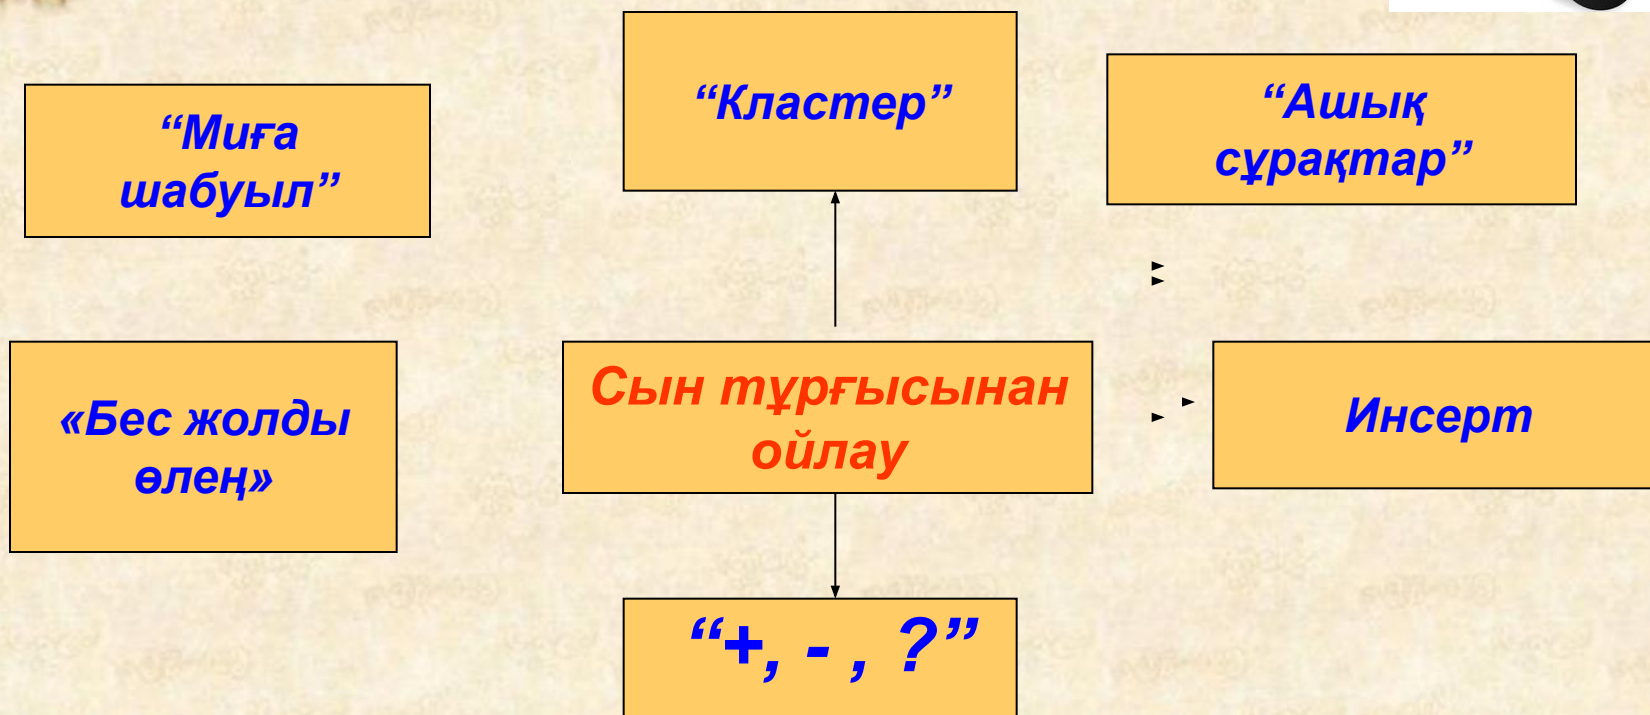 “Миға
шабуыл”
“Кластер”
“Ашық
сұрақтар”
«Бес жолды
өлең»
Сын тұрғысынан
ойлау
Инсерт
“+, - , ?”